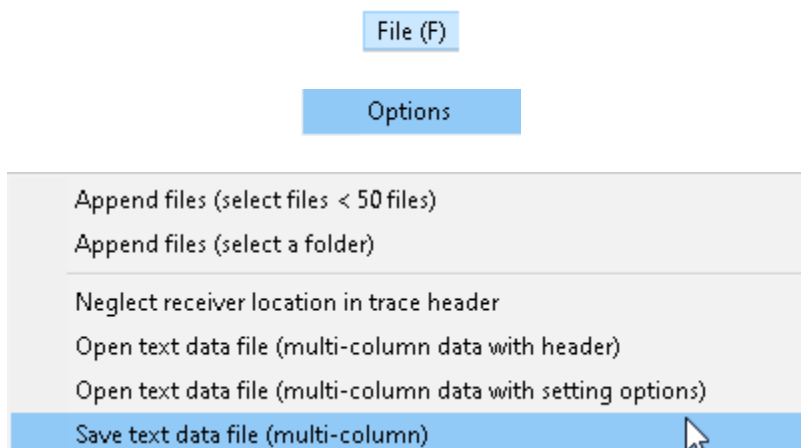 File (F)
Options
Append files (select files < 50 files)
Append files (select a folder)
Neglect receiver location in trace header
Open text data file (multi-column data with header)
Open text data file (multi-column data with setting options)
Save text data file (multi-column)